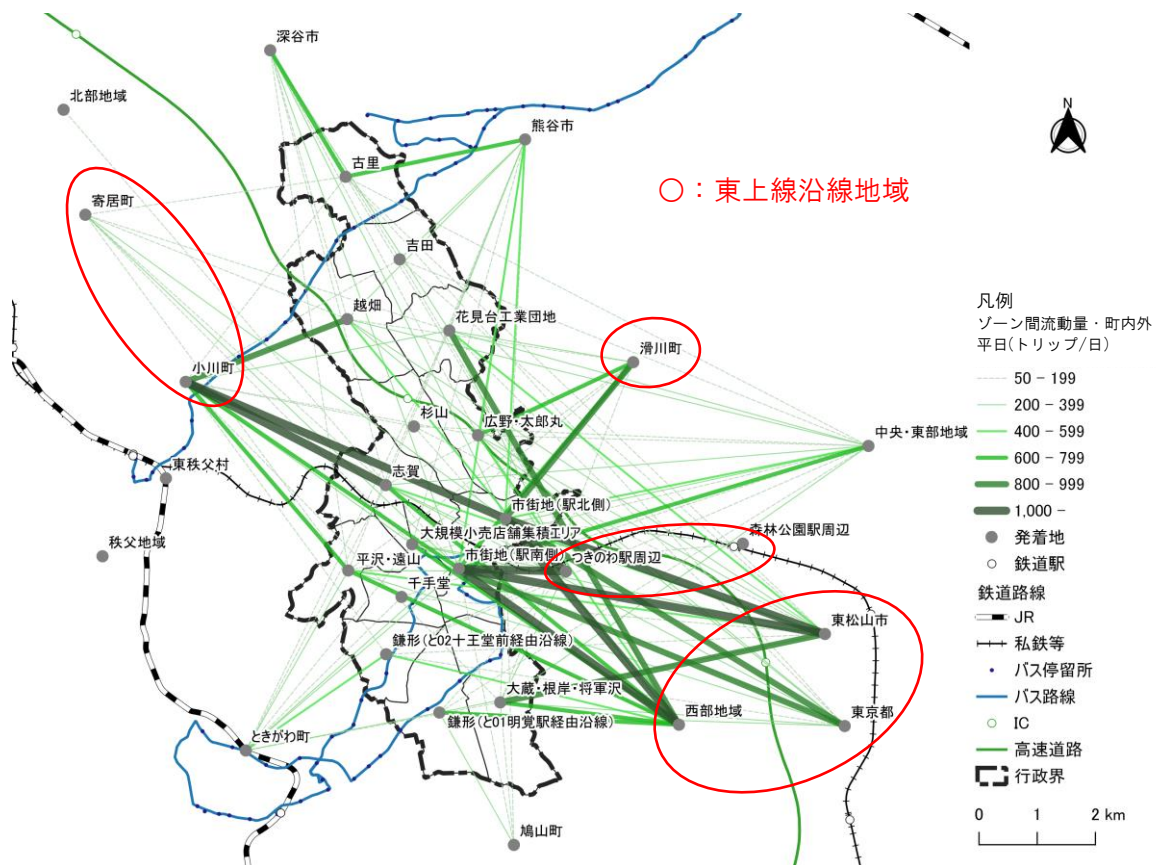 深谷市
北部地域
熊谷市
N
古里
○：東上線沿線地域
寄居町
吉田
越畑
花見台工業団地
滑川町
小川町
杉山
広野・太郎丸
中央・東部地域
東秩父村
志賀
市街地(駅北側)
大規模小売店舗集積エリア
森林公園駅周辺
秩父地域
平沢・遠山
市街地(駅南側)
つきのわ駅周辺
千手堂
東松山市
鎌形(と02十王堂前経由沿線)
大蔵・根岸・将軍沢
西部地域
東京都
鎌形(と01明覚駅経由沿線)
ときがわ町
鳩山町
凡例
ゾーン間流動量・町内外
平日(トリップ/日)
50 - 199
200 - 399
400 - 599
600 - 799
800 - 999
1,000 -
発着地
鉄道駅
鉄道路線
JR
私鉄等
バス停留所
バス路線
IC
高速道路
行政界
0 1 2 km